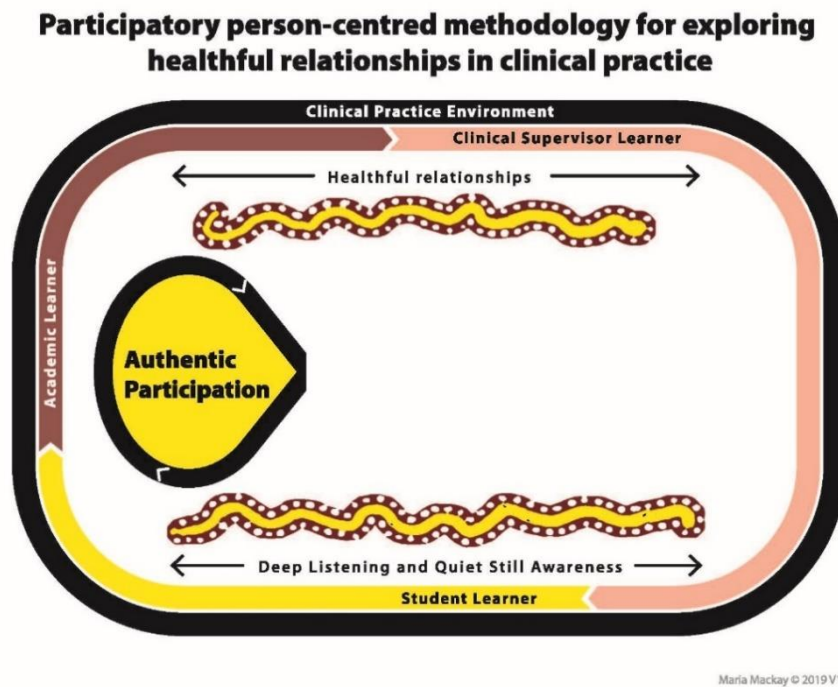 Participatory person-centred methodology for exploring
healthful relationships in clinical practice
Clinical Practice Environment
Clinical Supervisor Learner
Healthful relationships
Academic Learner
Authentic
Participation
Deep Listening and Quiet Still Awareness
Student Learner
Maria Mackay © 2019